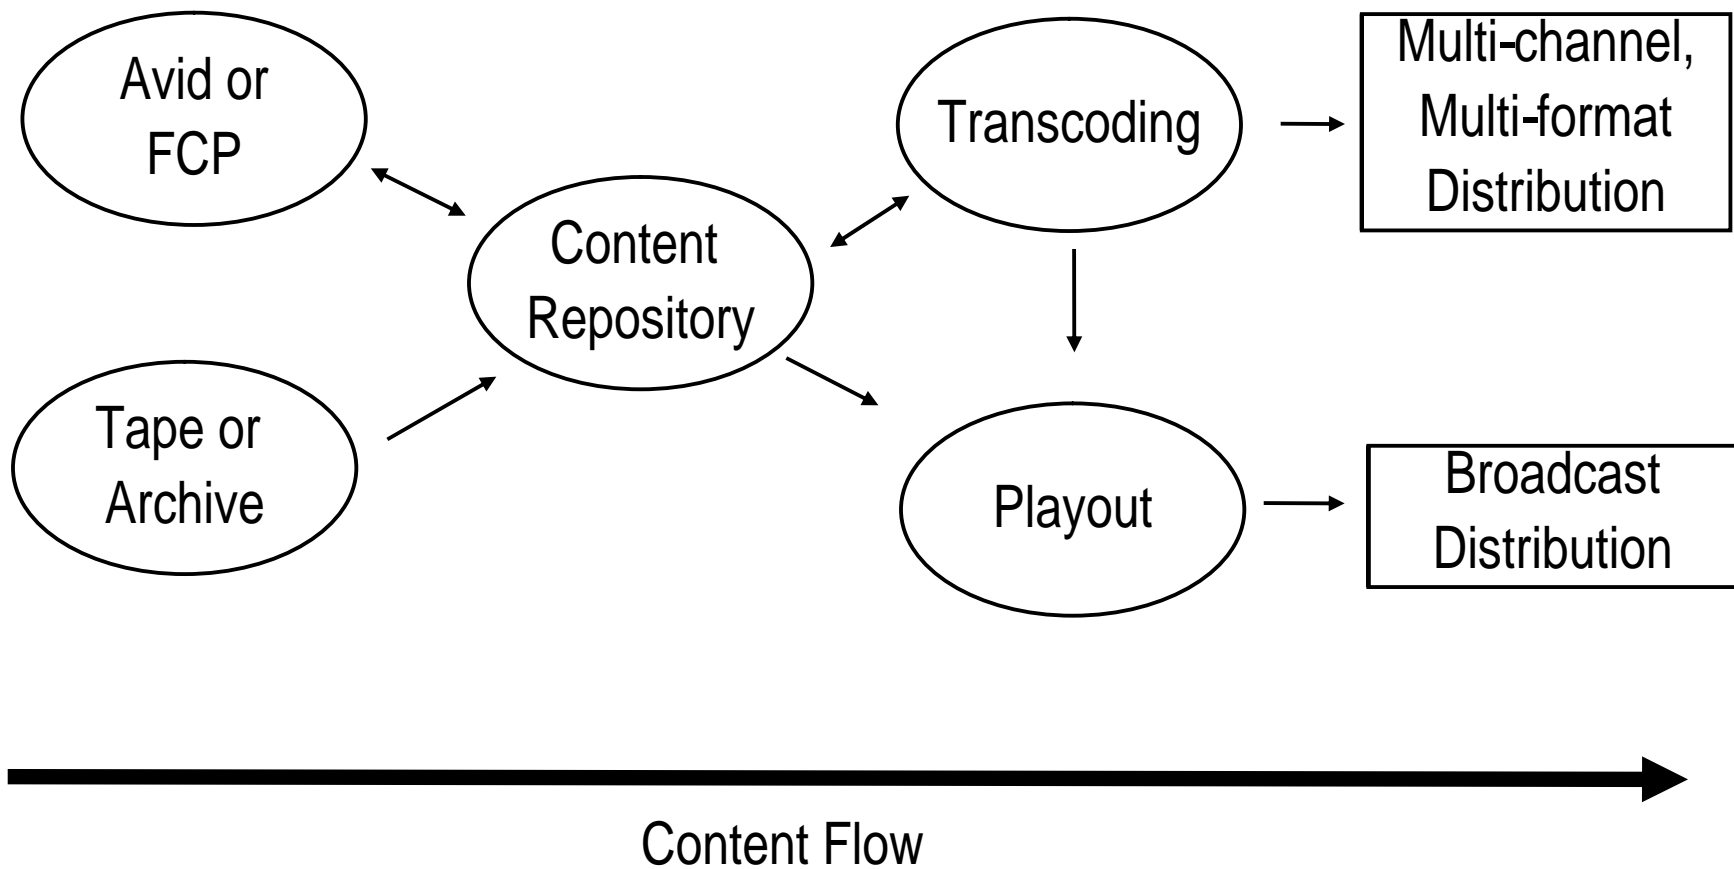 Avid or
FCP
Tape or
Archive
Content
Repository
Transcoding
Playout
Multi-channel,
Multi-format
Distribution
Broadcast
Distribution
Content Flow